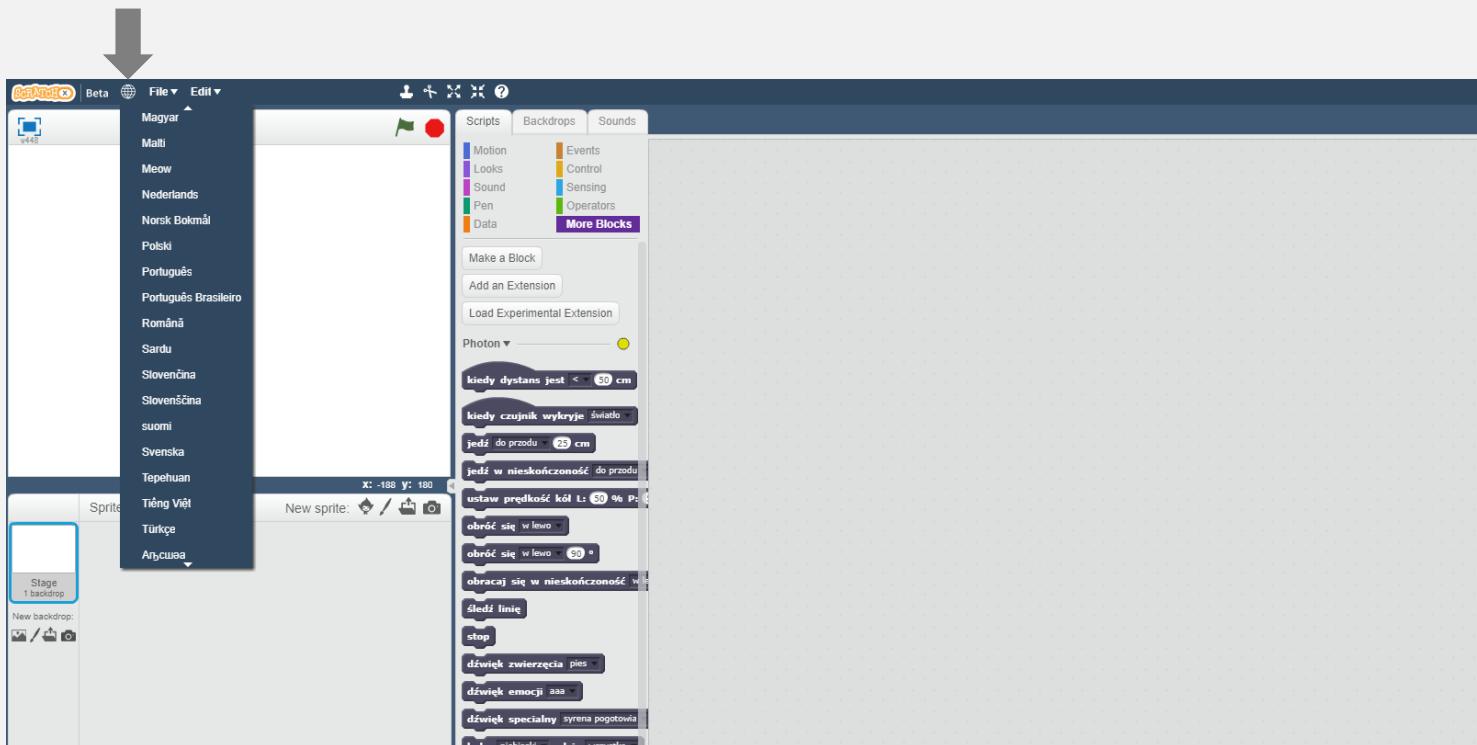 SCRATCHX Beta File Edit
v448
Magyar
Malti
Meow
Nederlands
Norsk Bokmål
Polski
Português
Português Brasileiro
Română
Sardu
Slovenčina
Slovenščina
suomi
Svenska
Tepehuan
Tiếng Việt
Türkçe
Аҧсшәа
X: -188 Y: 180
Sprite
New sprite:
Stage
1 backdrop
New backdrop:
Scripts Backdrops Sounds
Motion Events
Looks Control
Sound Sensing
Pen Operators
Data More Blocks
Make a Block
Add an Extension
Load Experimental Extension
Photon
kiedy dystans jest < 50 cm
kiedy czujnik wykryje światło
jedź do przodu 25 cm
jedź w nieskończoność do przodu
ustaw prędkość kół L: 50 % P:
obróć się w lewo
obróć się w lewo 90 °
obracaj się w nieskończoność w le
śledź linię
stop
dźwięk zwierzęcia pies
dźwięk emocji aaa
dźwięk specjalny syrena pogotowia